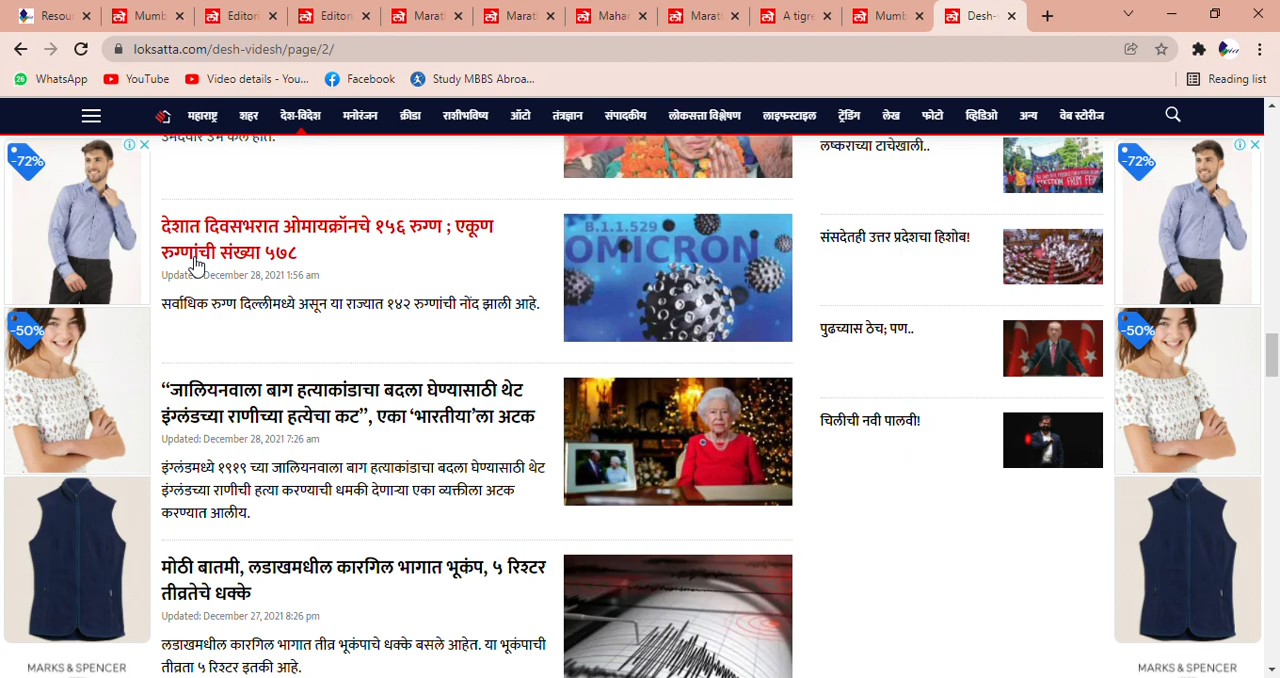 Resou
Mumb
Editori
Editori
Marat
Marat
Mahar
Marat
A tigre
Mumb
Desh-v
loksatta.com/desh-videsh/page/2/
WhatsApp
YouTube
Video details - You...
Facebook
Study MBBS Abroa...
Reading list
महाराष्ट्र
शहर
देश-विदेश
मनोरंजन
क्रीडा
राशीभविष्य
ऑटो
तंत्रज्ञान
संपादकीय
लोकसत्ता विश्लेषण
लाइफस्टाइल
ट्रेंडिंग
लेख
फोटो
व्हिडिओ
अन्य
वेब स्टोरीज
उमेदवार उभे केले होते.
देशात दिवसभरात ओमायक्रॉनचे १५६ रुग्ण ; एकूण
रुग्णांची संख्या ५७८
Updated: December 28, 2021 1:56 am
सर्वाधिक रुग्ण दिल्लीमध्ये असून या राज्यात १४२ रुग्णांची नोंद झाली आहे.
B.1.1.529
OMICRON
“जालियनवाला बाग हत्याकांडाचा बदला घेण्यासाठी थेट
इंग्लंडच्या राणीच्या हत्येचा कट”, एका ‘भारतीया’ला अटक
Updated: December 28, 2021 7:26 am
इंग्लंडमध्ये १९१९ च्या जालियनवाला बाग हत्याकांडाचा बदला घेण्यासाठी थेट
इंग्लंडच्या राणीची हत्या करण्याची धमकी देणाऱ्या एका व्यक्तीला अटक
करण्यात आलीय.
मोठी बातमी, लडाखमधील कारगिल भागात भूकंप, ५ रिश्टर
तीव्रतेचे धक्के
Updated: December 27, 2021 8:26 pm
लडाखमधील कारगिल भागात तीव्र भूकंपाचे धक्के बसले आहेत. या भूकंपाची
तीव्रता ५ रिश्टर इतकी आहे.
लष्कराच्या टाचेखाली..
संसदेतही उत्तर प्रदेशचा हिशोब!
पुढच्यास ठेच; पण..
चिलीची नवी पालवी!
-72%
-50%
MARKS & SPENCER
-72%
-50%
MARKS & SPENCER